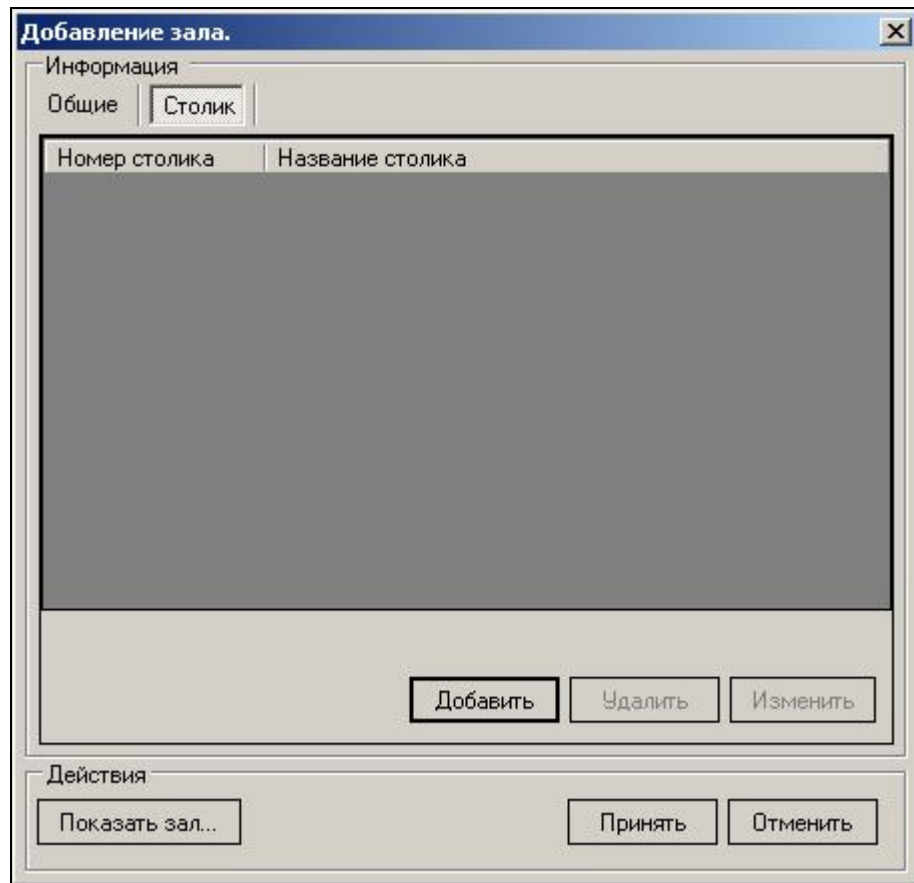 Добавление зала.
Информация
Общие Столик
Номер столика Название столика
Добавить Удалить Изменить
Действия
Показать зал... Принять Отменить